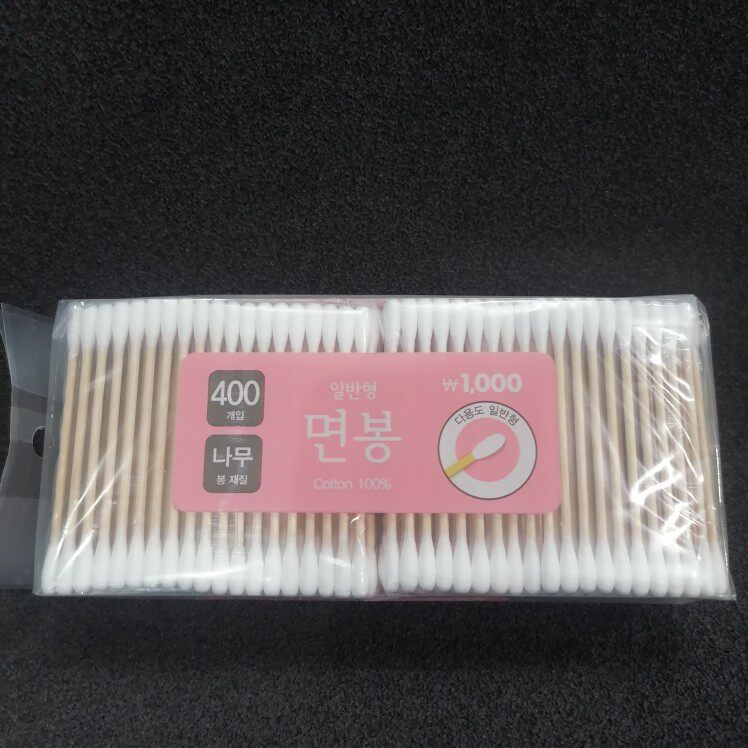 400
개입
나무
봉 재질
일반형
면봉
Cotton 100%
₩1,000
다용도 일반형